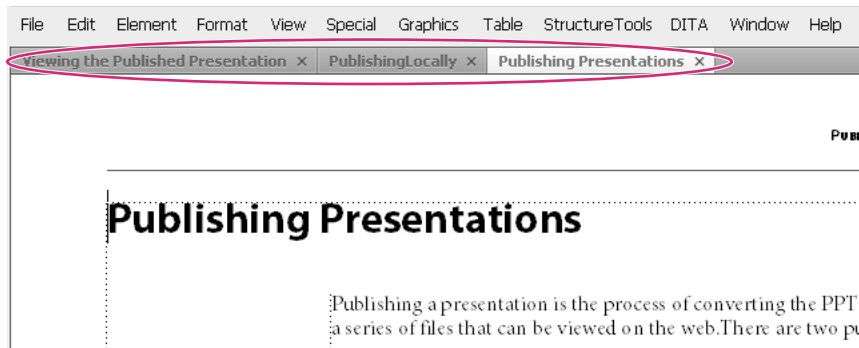 File Edit Element Format View Special Graphics Table StructureTools DITA Window Help
Viewing the Published Presentation × PublishingLocally × Publishing Presentations ×
Publishing Presentations
Publishing a presentation is the process of converting the PPT
a series of files that can be viewed on the web.There are two